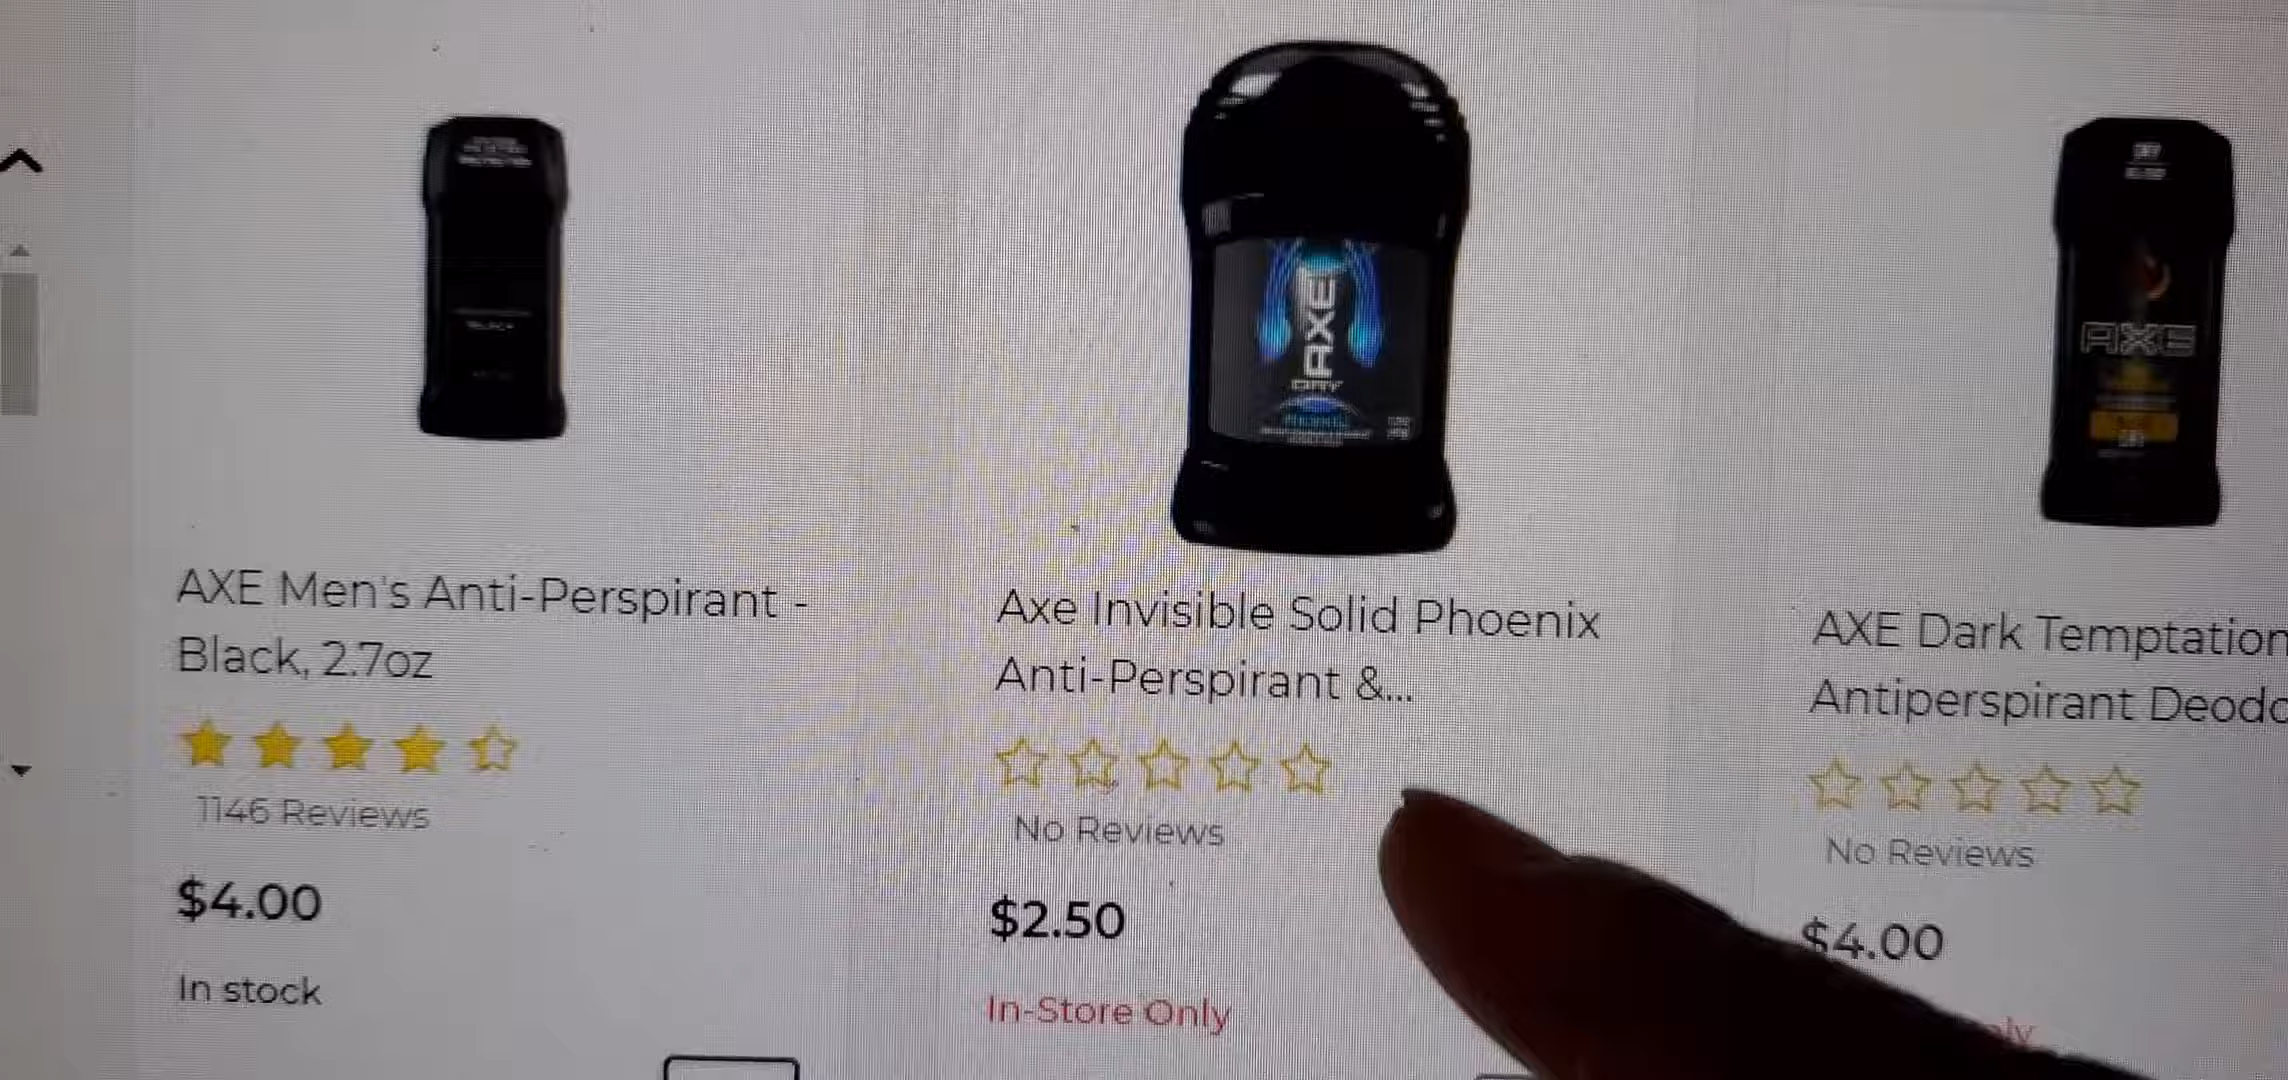 AXE
DRY
AXE
AXE Men's Anti-Perspirant -
Black, 2.7oz
1146 Reviews
$4.00
In stock
Axe Invisible Solid Phoenix
Anti-Perspirant &...
No Reviews
$2.50
In-Store Only
AXE Dark Temptation
Antiperspirant Deodo
No Reviews
$4.00